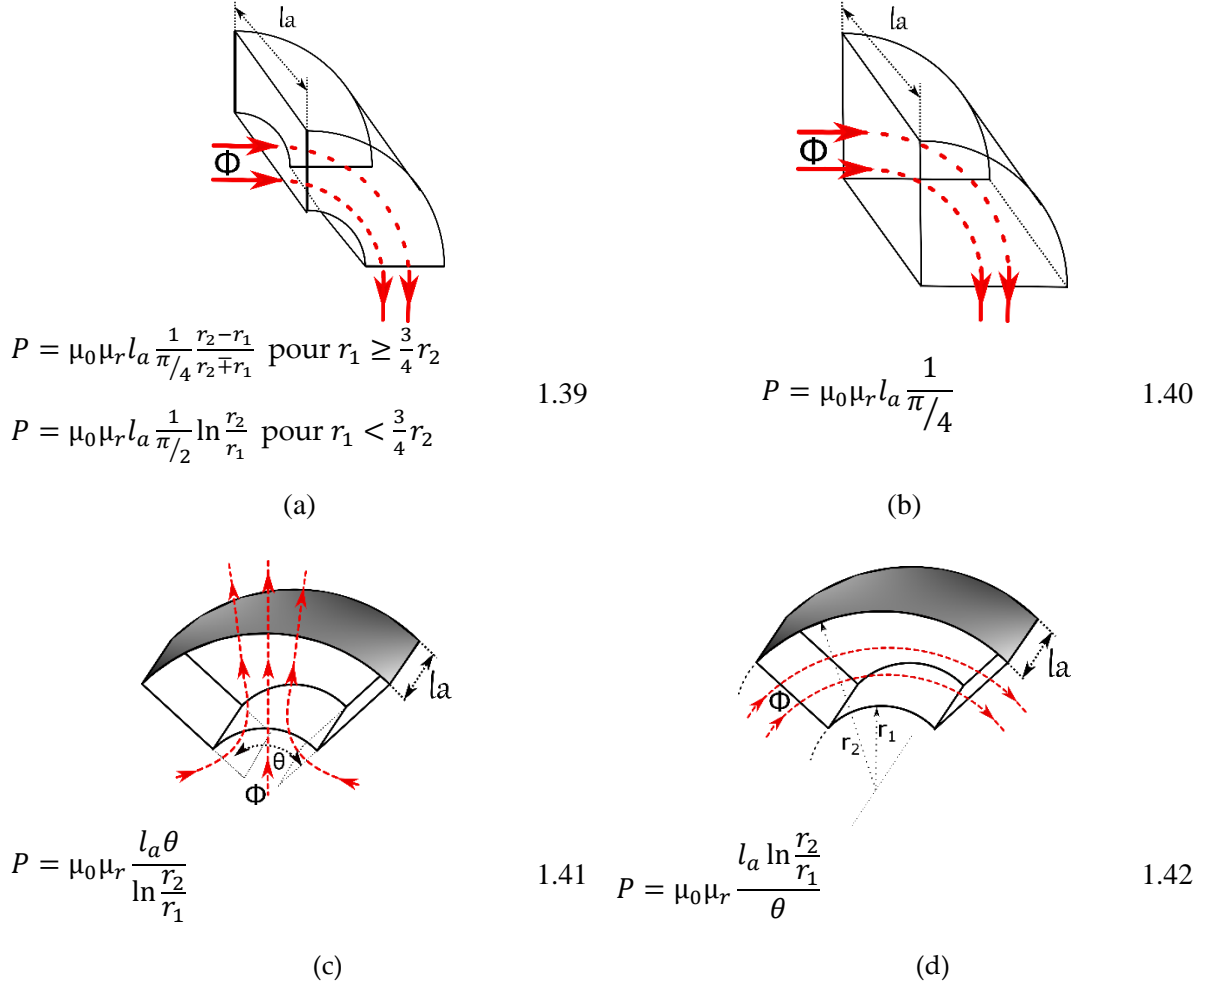 la
Φ
la
Φ
P = μ₀μᵣlₐ 1/(π/4) (r₂−r₁)/(r₂∓r₁) pour r₁ ≥ 3/4 r₂
P = μ₀μᵣlₐ 1/(π/2) ln r₂/r₁ pour r₁ < 3/4 r₂
1.39
P = μ₀μᵣlₐ 1/(π/4)
1.40
(a)
(b)
la
θ
Φ
la
Φ
r₂
r₁
P = μ₀μᵣ lₐθ/(ln r₂/r₁)
1.41
P = μ₀μᵣ (lₐ ln r₂/r₁)/θ
1.42
(c)
(d)